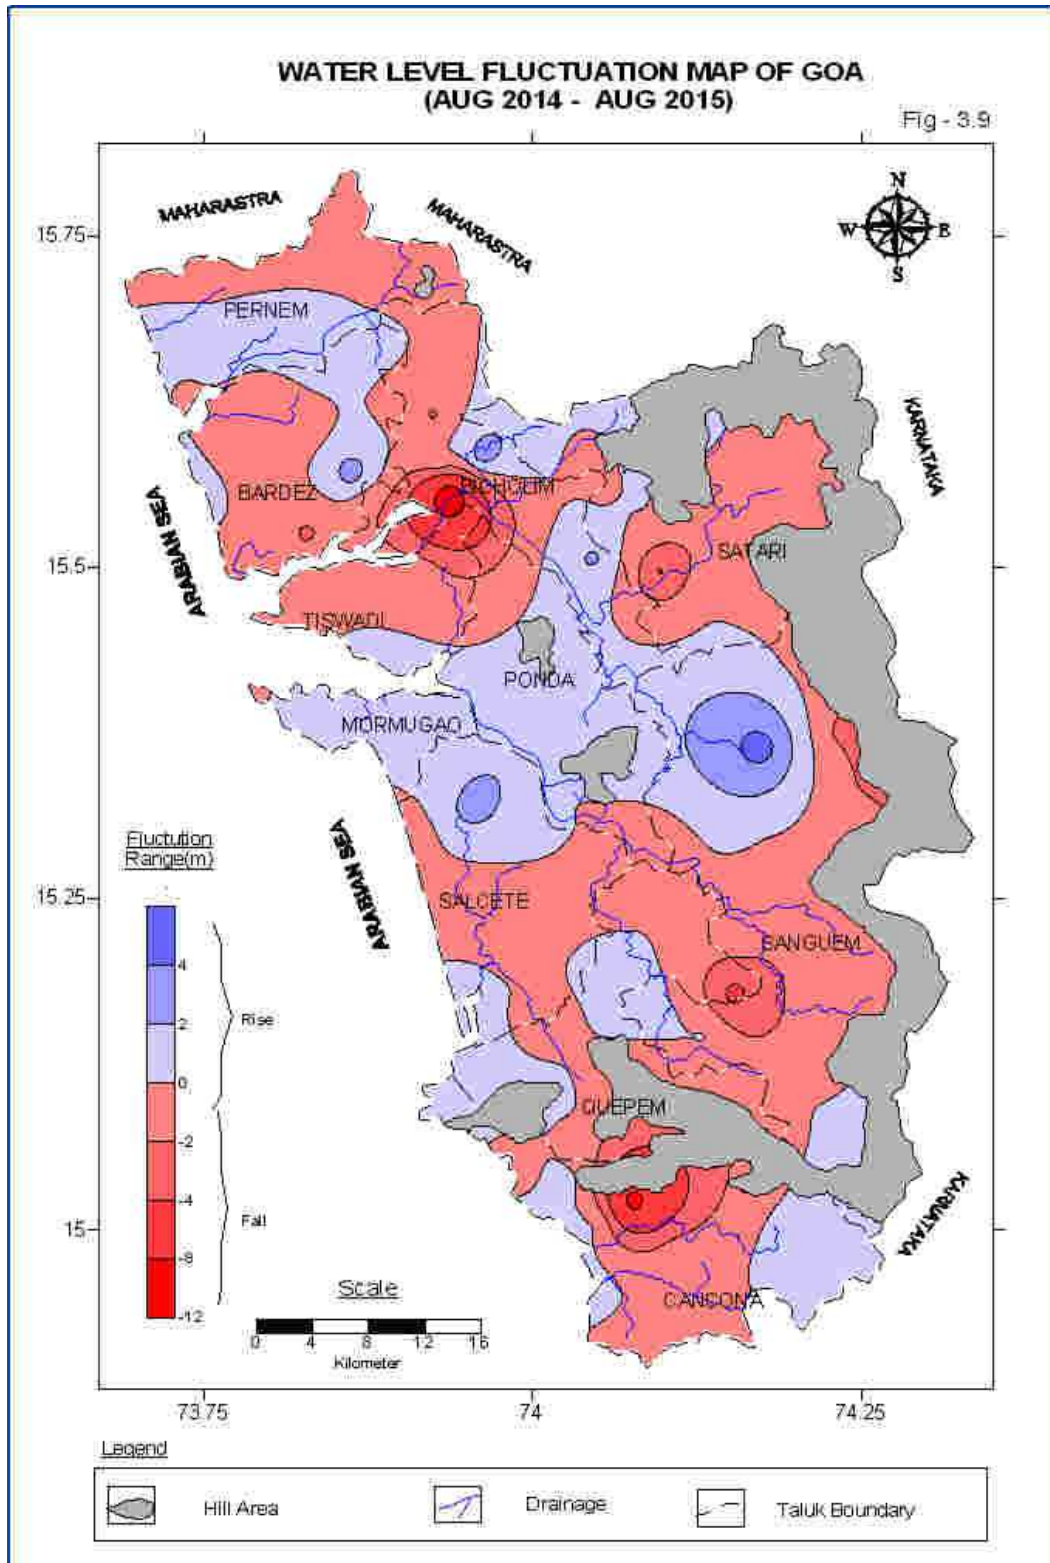 WATER LEVEL FLUCTUATION MAP OF GOA
(AUG 2014 - AUG 2015)
Fig - 3.9
MAHARASTRA
MAHARASTRA
N
W E
S
15.75
PERNEM
KARNATAKA
BARDEZ
BICHOLIM
ARABIAN SEA
SATARI
15.5
TISWADI
PONDA
MORMUGAO
Fluctution
Range(m)
ARABIAN SEA
15.25
SALCETE
SANGUEM
4
2
Rise
0
QUEPEM
-2
-4
KARNATAKA
15
Fall
-8
-12
CANCONA
Scale
0 4 8 12 16
Kilometer
73.75 74 74.25
Legend
Hill Area Drainage Taluk Boundary